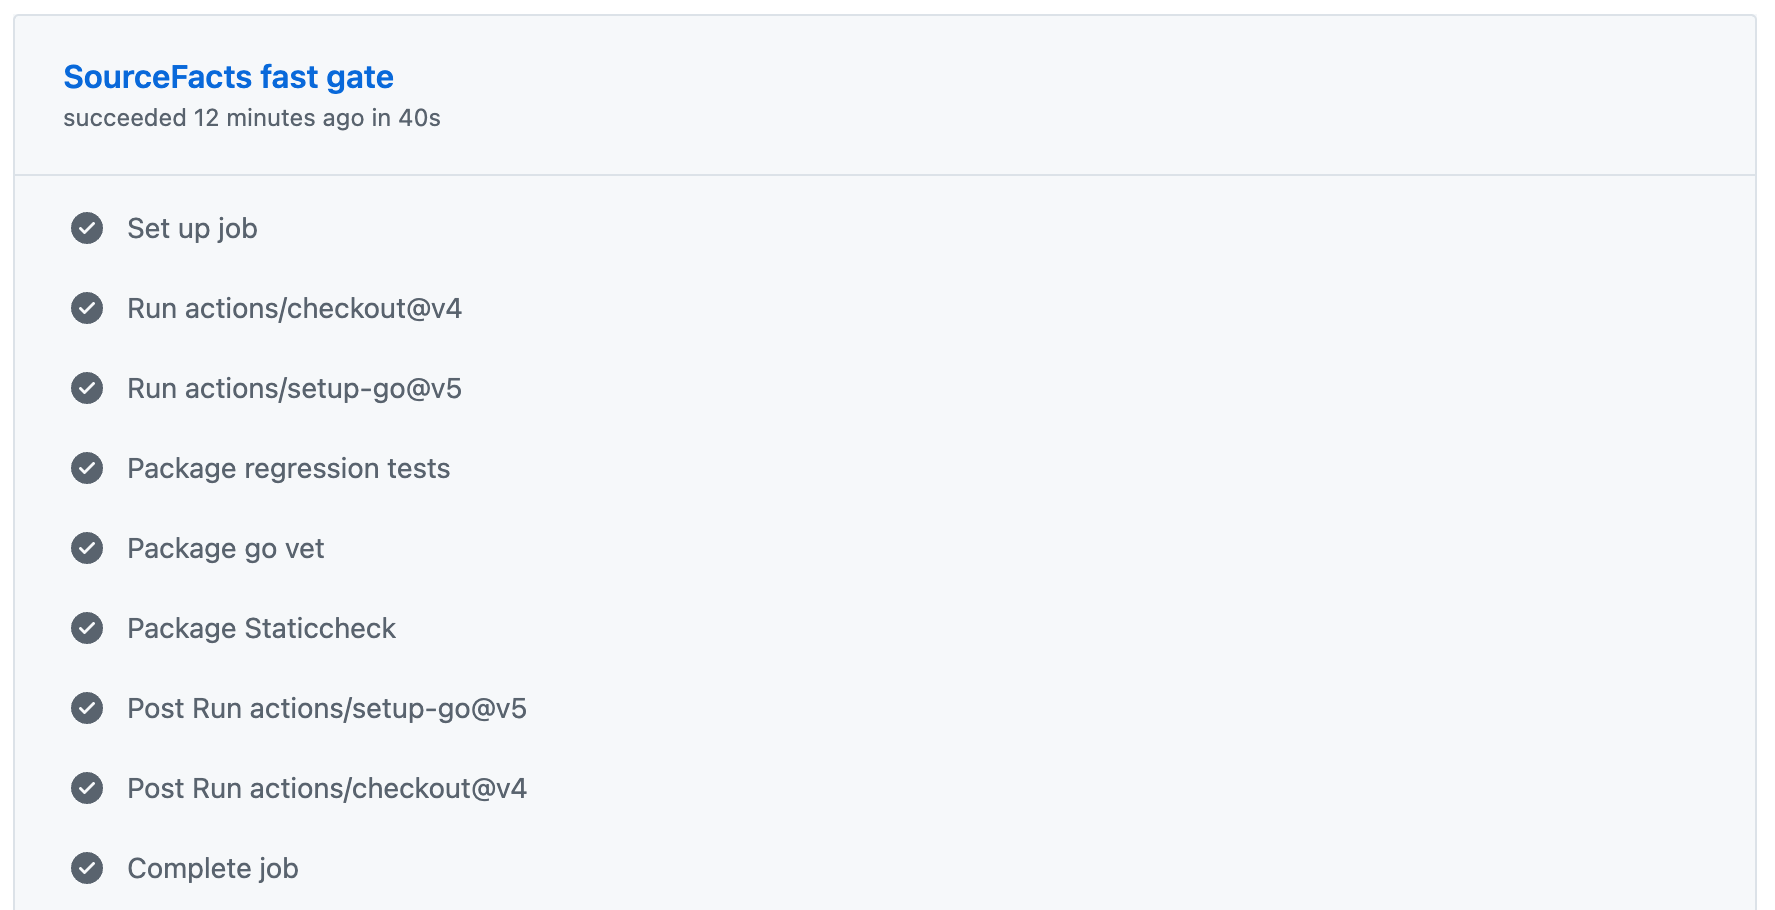 SourceFacts fast gate
succeeded 12 minutes ago in 40s
Set up job
Run actions/checkout@v4
Run actions/setup-go@v5
Package regression tests
Package go vet
Package Staticcheck
Post Run actions/setup-go@v5
Post Run actions/checkout@v4
Complete job